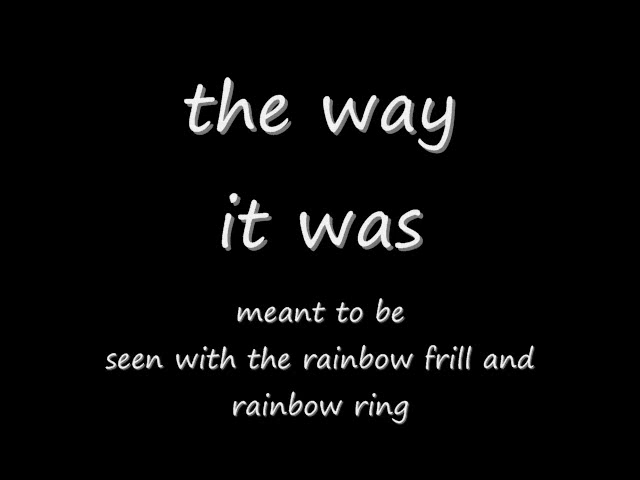 the way
it was
meant to be
seen with the rainbow frill and
rainbow ring